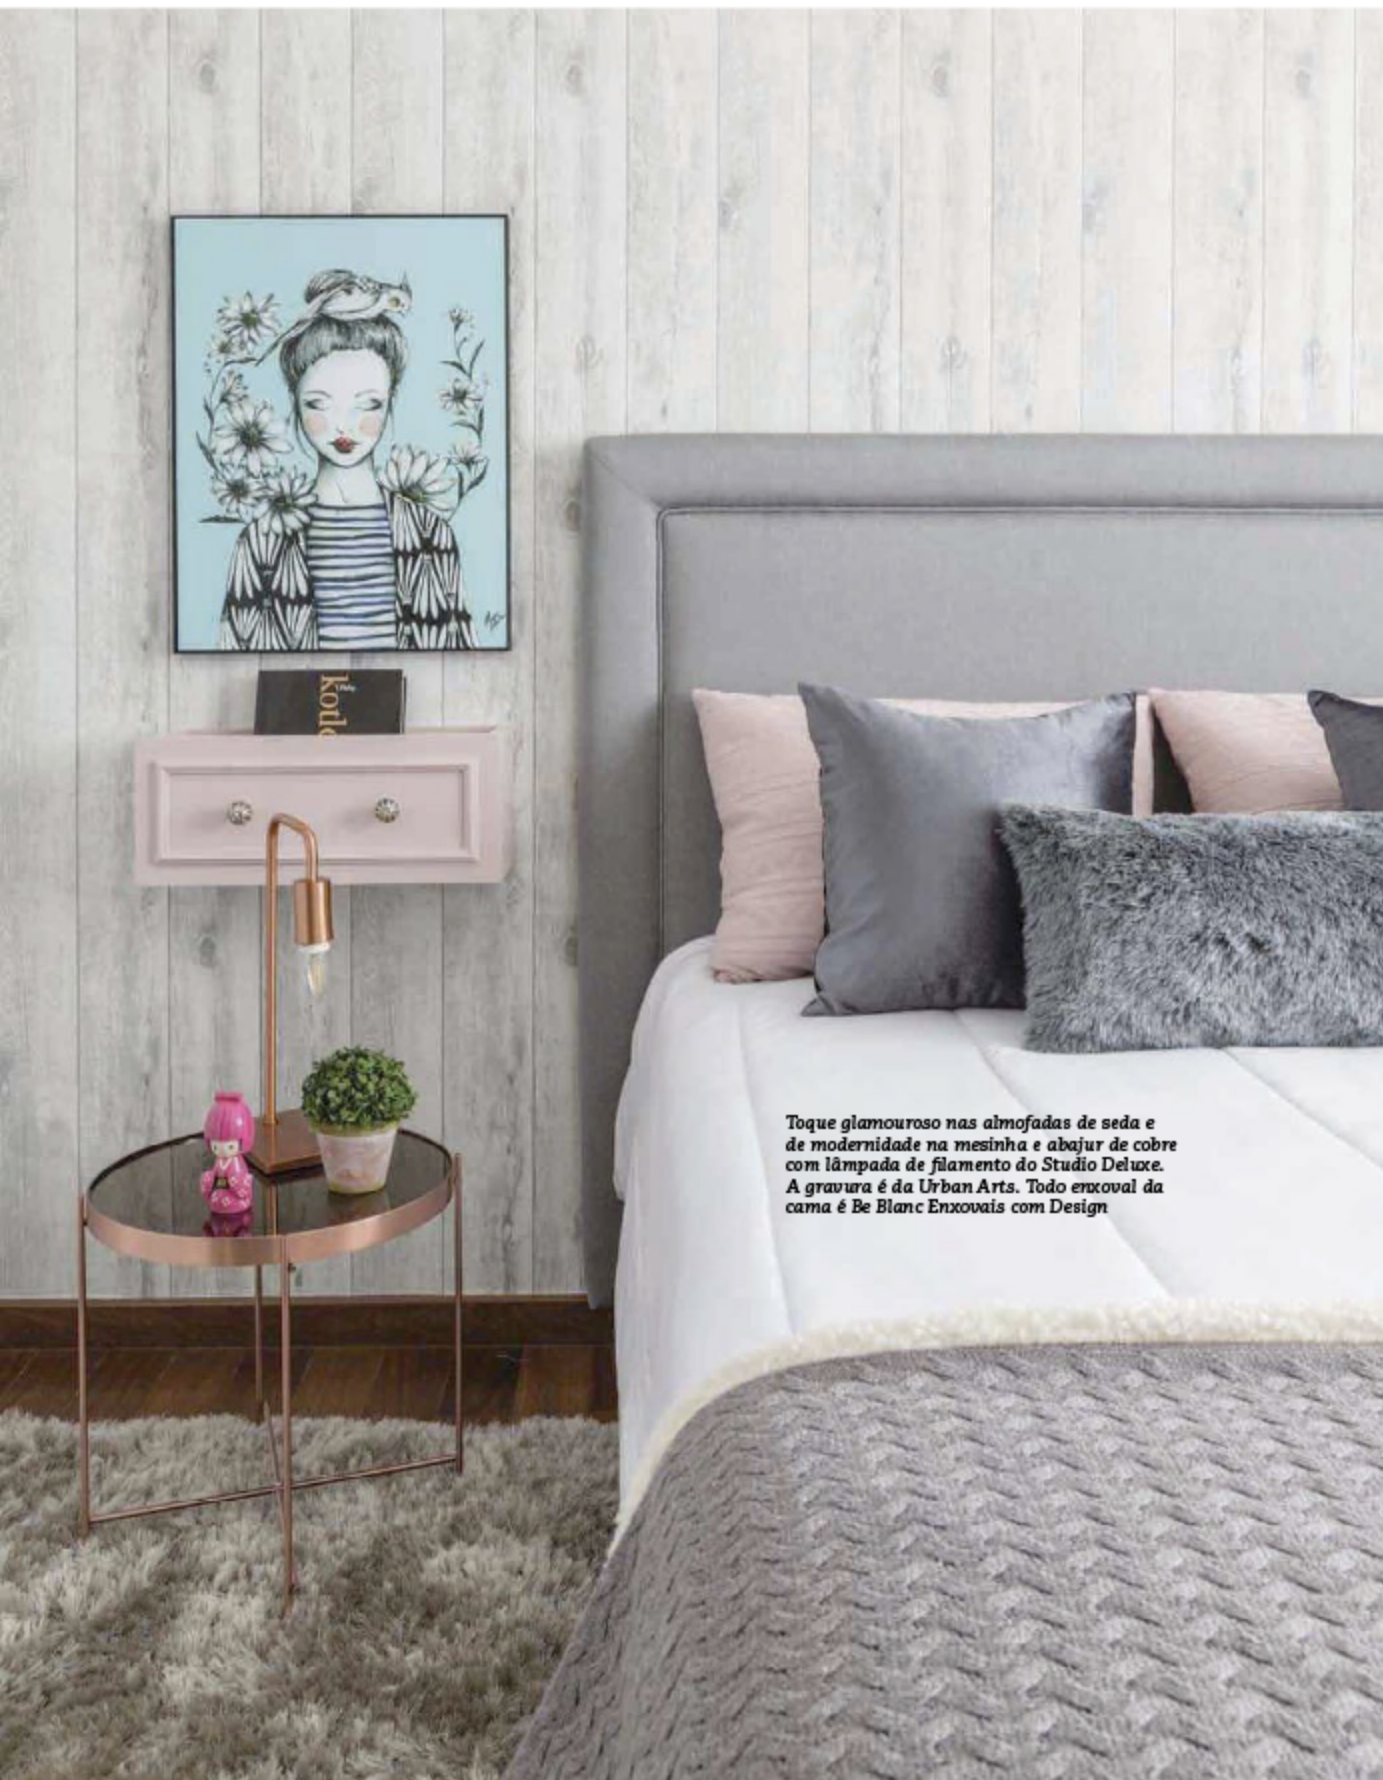 Kotle
Toque glamouroso nas almofadas de seda e
de modernidade na mesinha e abajur de cobre
com lâmpada de filamento do Studio Deluxe.
A gravura é da Urban Arts. Todo enxoval da
cama é Be Blanc Enxovais com Design